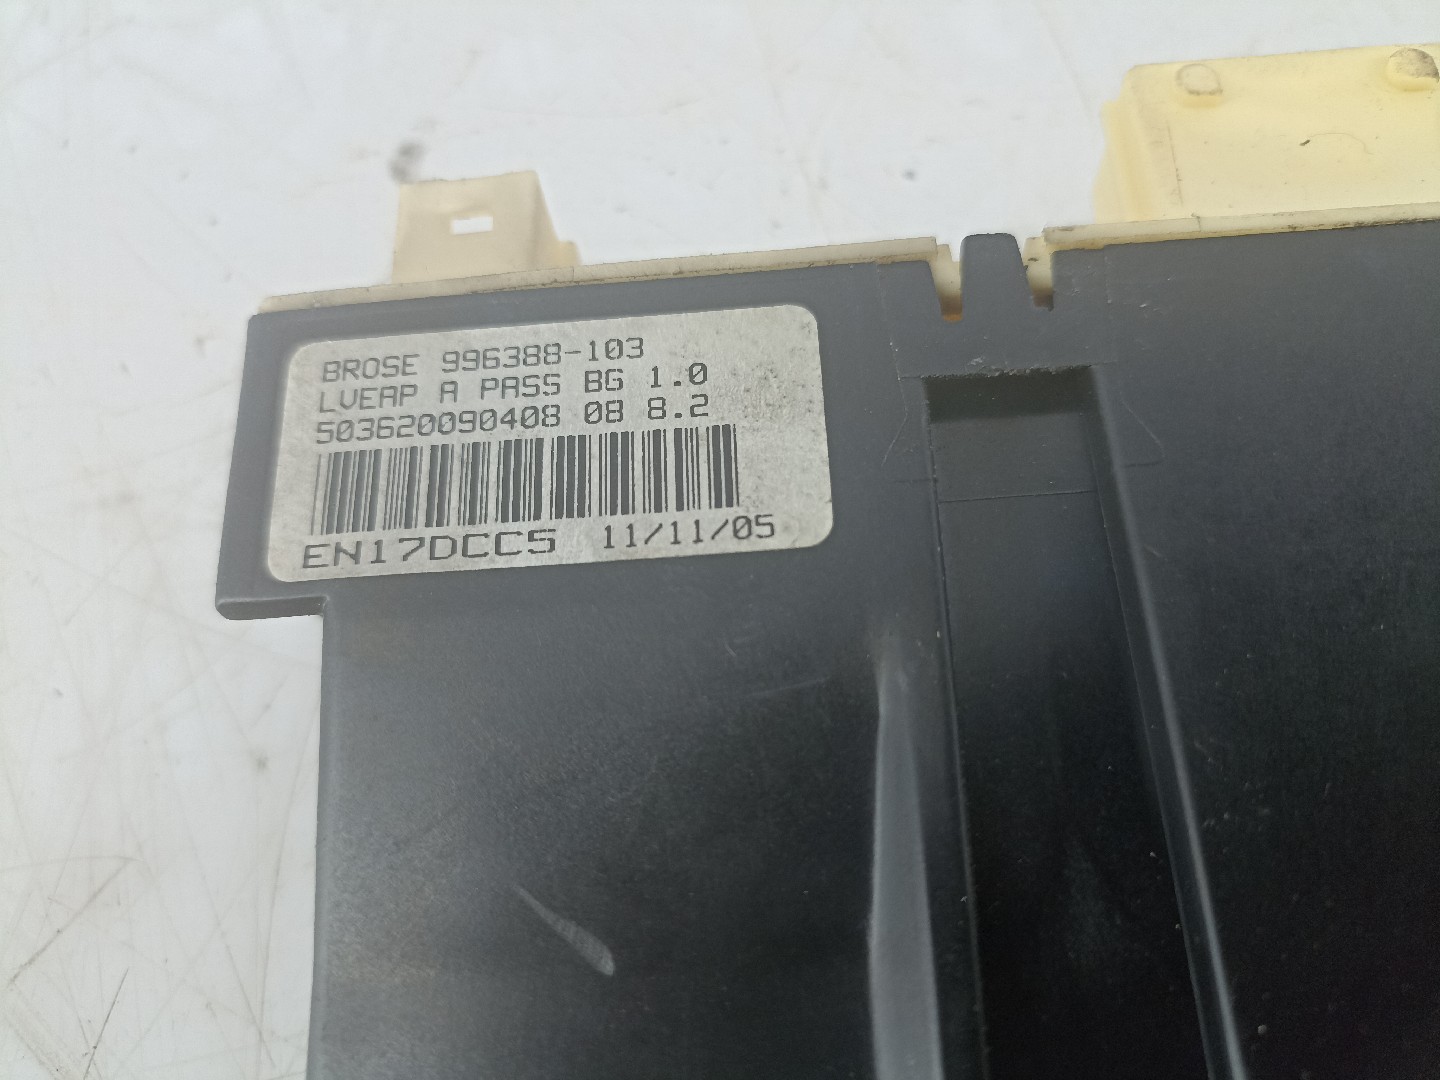 BROSE 996388-103
LVEAP A PASS BG 1.0
503620090408 08 8.2
EN17DCC5 11/11/05